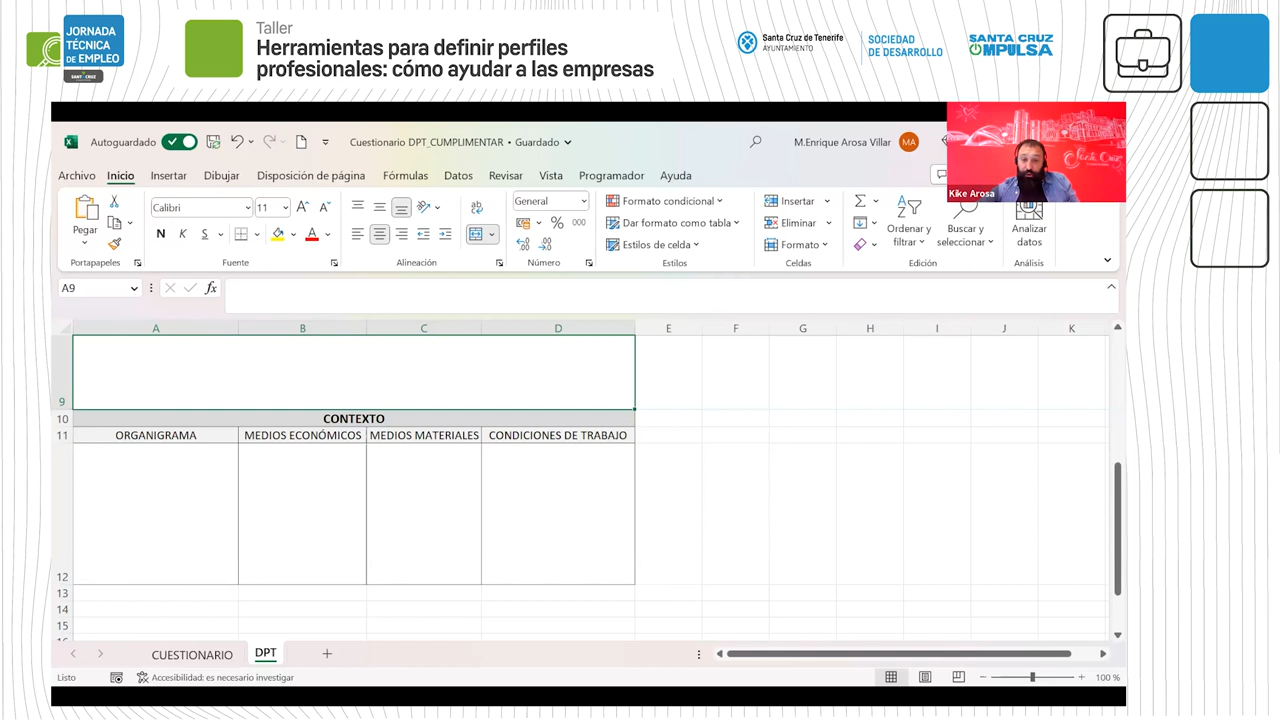 JORNADA
TÉCNICA
DE EMPLEO
Taller
Herramientas para definir perfiles
profesionales: cómo ayudar a las empresas
Santa Cruz de Tenerife
AYUNTAMIENTO
SOCIEDAD
DE DESARROLLO
SANTA CRUZ
IMPULSA
Autoguardado
Cuestionario DPT_CUMPLIMENTAR • Guardado
M.Enrique Arosa Villar
MA
Archivo
Inicio
Insertar
Dibujar
Disposición de página
Fórmulas
Datos
Revisar
Vista
Programador
Ayuda
Kike Arosa
Pegar
Portapapeles
Calibri
11
N
K
S
Fuente
Alineación
General
%
000
Número
Formato condicional
Dar formato como tabla
Estilos de celda
Estilos
Insertar
Eliminar
Formato
Celdas
Ordenar y
filtrar
Buscar y
seleccionar
Edición
Analizar
datos
Análisis
A9
fx
A B C D E F G H I J K
9
10 CONTEXTO
11 ORGANIGRAMA MEDIOS ECONÓMICOS MEDIOS MATERIALES CONDICIONES DE TRABAJO
12
13
14
15
CUESTIONARIO
DPT
Listo
Accesibilidad: es necesario investigar
100 %